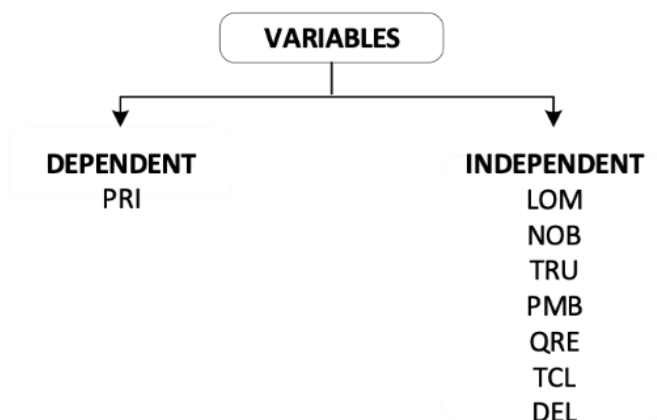 VARIABLES
DEPENDENT
PRI
INDEPENDENT
LOM
NOB
TRU
PMB
QRE
TCL
DEL